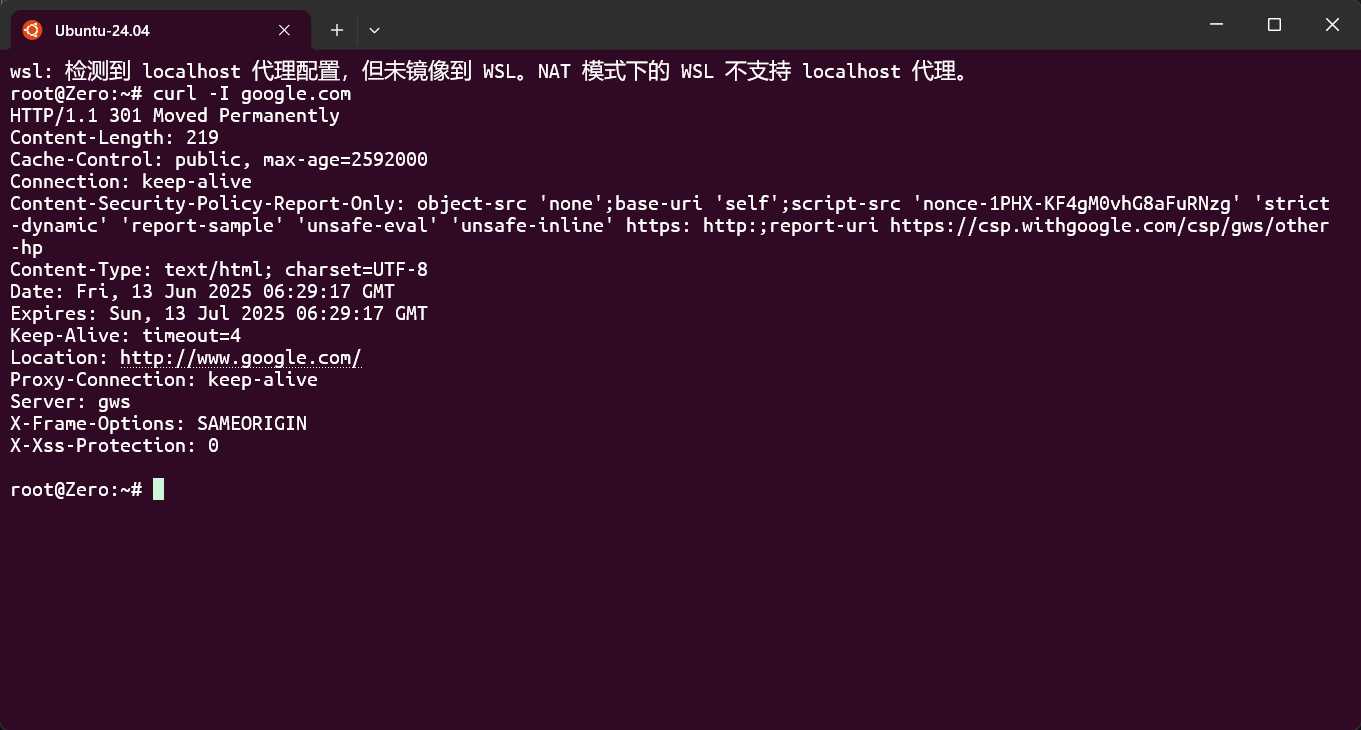 Ubuntu-24.04
wsl: 检测到 localhost 代理配置，但未镜像到 WSL。NAT 模式下的 WSL 不支持 localhost 代理。
root@Zero:~# curl -I google.com
HTTP/1.1 301 Moved Permanently
Content-Length: 219
Cache-Control: public, max-age=2592000
Connection: keep-alive
Content-Security-Policy-Report-Only: object-src 'none';base-uri 'self';script-src 'nonce-1PHX-KF4gM0vhG8aFuRNzg' 'strict
-dynamic' 'report-sample' 'unsafe-eval' 'unsafe-inline' https: http:;report-uri https://csp.withgoogle.com/csp/gws/other
-hp
Content-Type: text/html; charset=UTF-8
Date: Fri, 13 Jun 2025 06:29:17 GMT
Expires: Sun, 13 Jul 2025 06:29:17 GMT
Keep-Alive: timeout=4
Location: http://www.google.com/
Proxy-Connection: keep-alive
Server: gws
X-Frame-Options: SAMEORIGIN
X-Xss-Protection: 0
root@Zero:~#